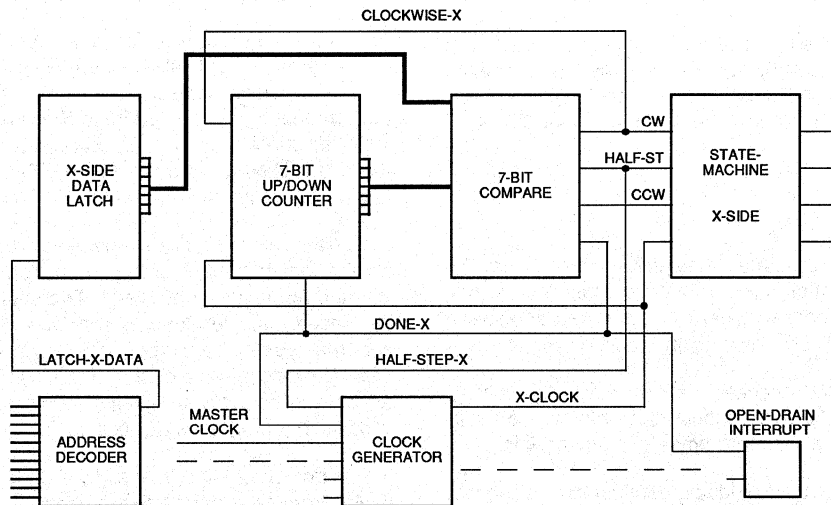 CLOCKWISE-X
X-SIDE
DATA
LATCH
7-BIT
UP/DOWN
COUNTER
7-BIT
COMPARE
CW
HALF-ST
CCW
STATE-
MACHINE
X-SIDE
DONE-X
LATCH-X-DATA
HALF-STEP-X
X-CLOCK
ADDRESS
DECODER
MASTER
CLOCK
CLOCK
GENERATOR
OPEN-DRAIN
INTERRUPT